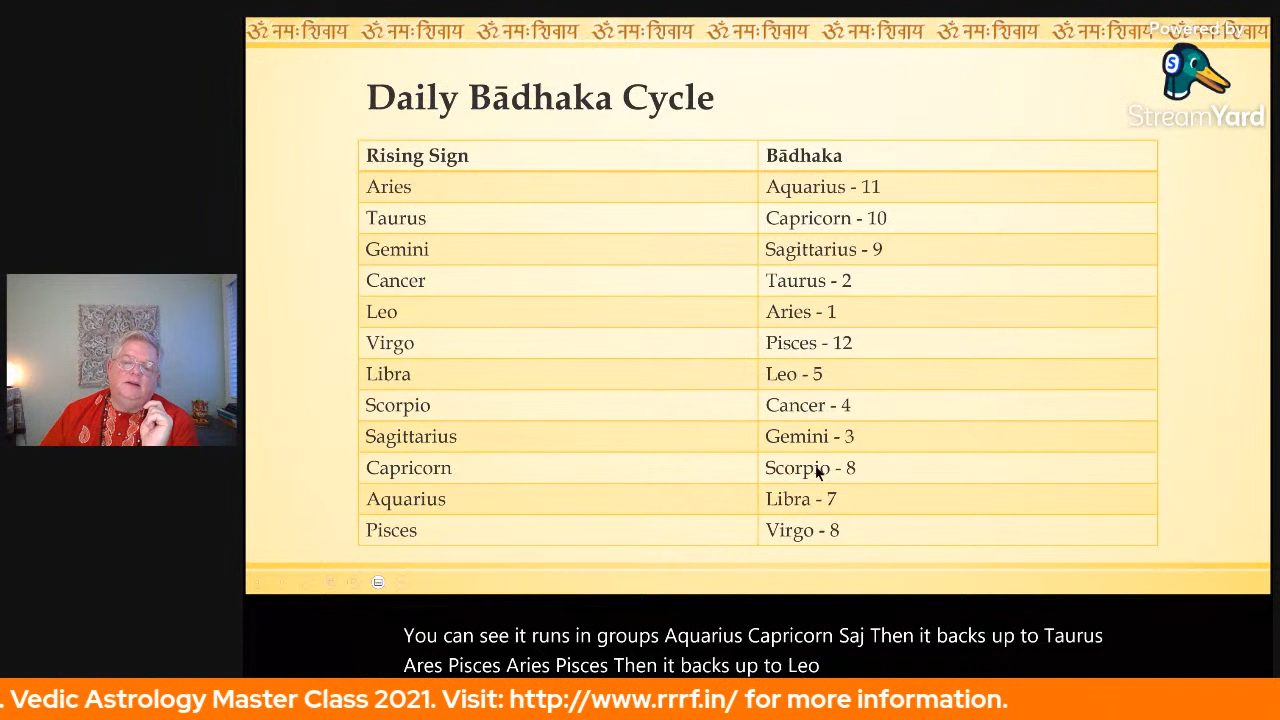 ॐ नमः शिवाय ॐ नमः शिवाय ॐ नमः शिवाय ॐ नमः शिवाय ॐ नमः शिवाय ॐ नमः शिवाय ॐ नमः शिवाय ॐ नमः शिवाय ॐ नमः शिवाय
Powered by
S
StreamYard
Daily Bādhaka Cycle
Rising Sign Bādhaka
Aries Aquarius - 11
Taurus Capricorn - 10
Gemini Sagittarius - 9
Cancer Taurus - 2
Leo Aries - 1
Virgo Pisces - 12
Libra Leo - 5
Scorpio Cancer - 4
Sagittarius Gemini - 3
Capricorn Scorpio - 8
Aquarius Libra - 7
Pisces Virgo - 8
You can see it runs in groups Aquarius Capricorn Saj Then it backs up to Taurus
Ares Pisces Aries Pisces Then it backs up to Leo
. Vedic Astrology Master Class 2021. Visit: http://www.rrrf.in/ for more information.